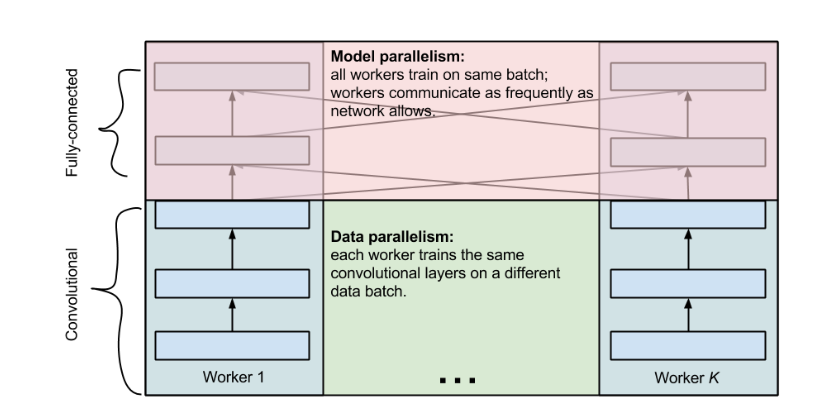 Fully-connected
Model parallelism:
all workers train on same batch;
workers communicate as frequently as
network allows.
Convolutional
Data parallelism:
each worker trains the same
convolutional layers on a different
data batch.
Worker 1
...
Worker K